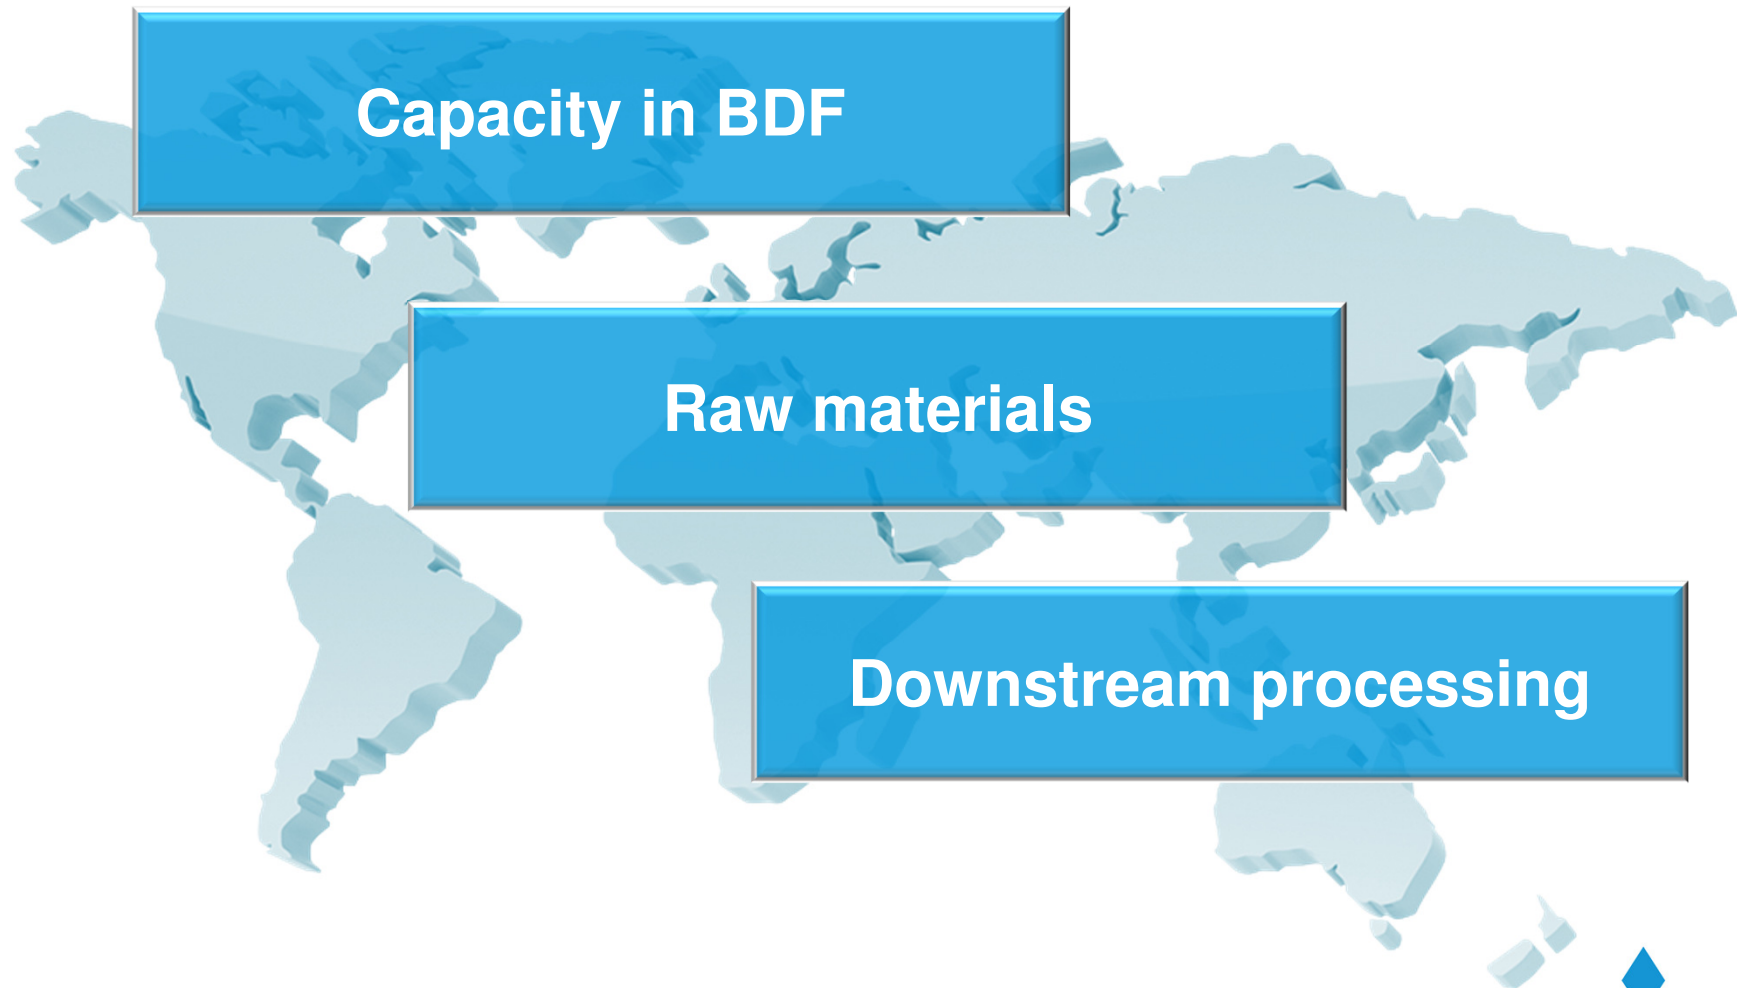 Capacity in BDF
Raw materials
Downstream processing